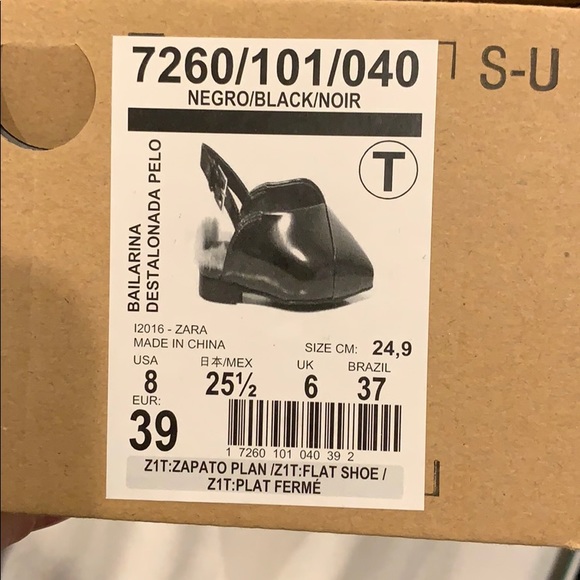 7260/101/040
S-U
NEGRO/BLACK/NOIR
T
BAILARINA
DESTALONADA PELO
I2016 - ZARA
MADE IN CHINA
SIZE CM: 24,9
USA 日本/MEX UK BRAZIL
8 25½ 6 37
EUR:
39
1 7260 101 040 39 2
Z1T:ZAPATO PLAN /Z1T:FLAT SHOE /
Z1T:PLAT FERMÉ